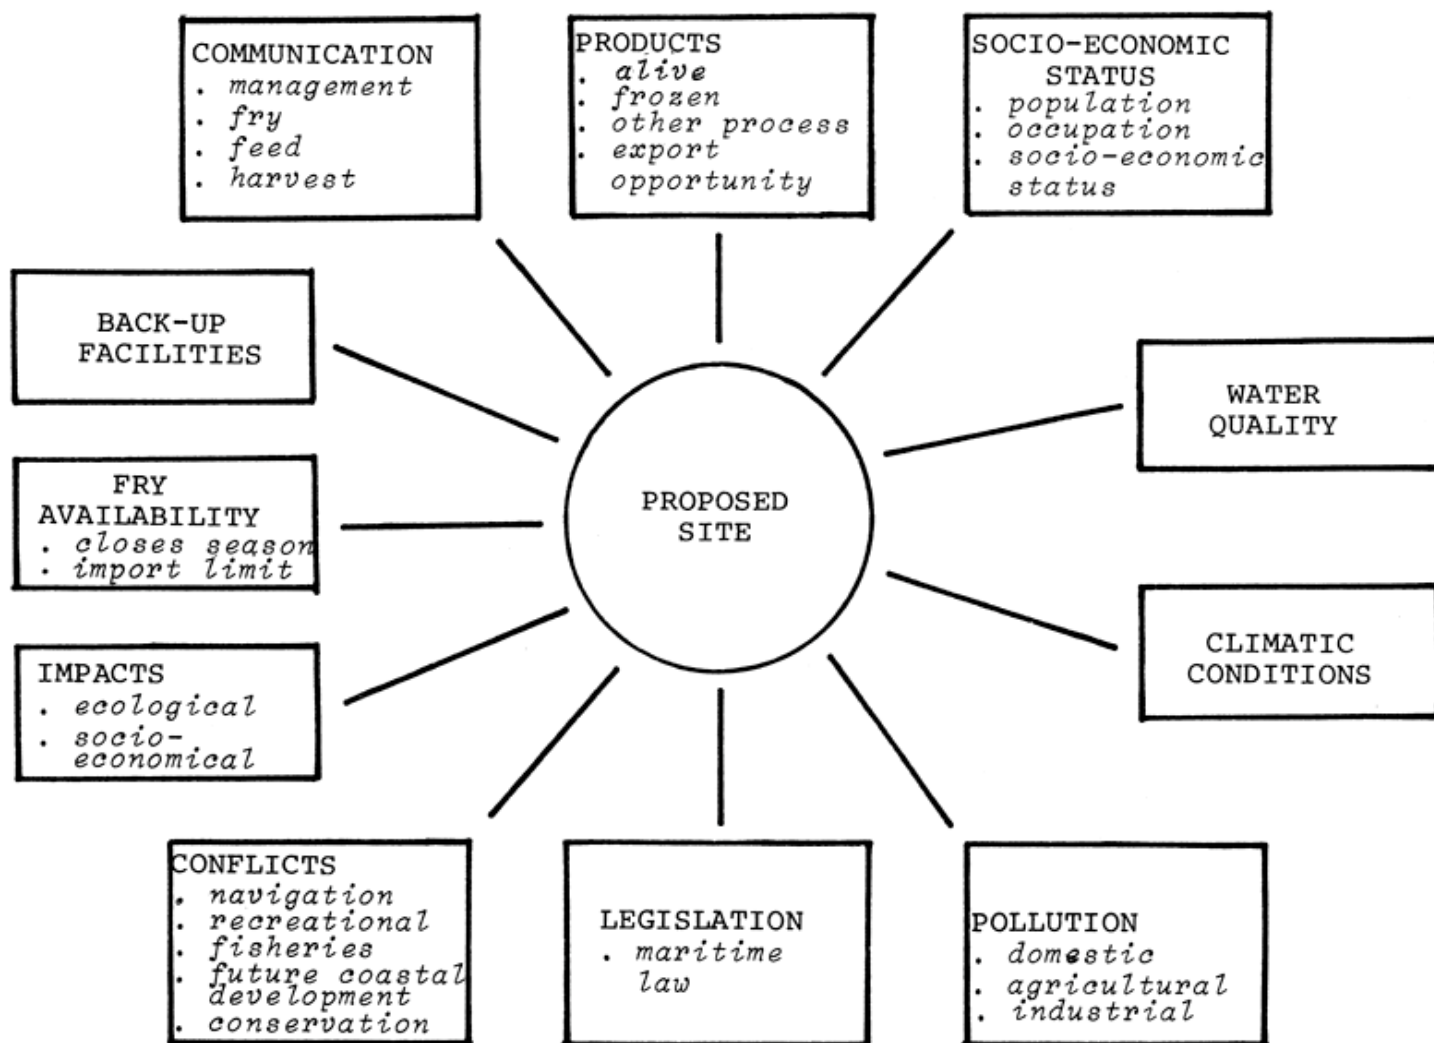 COMMUNICATION
. management
. fry
. feed
. harvest
PRODUCTS
. alive
. frozen
. other process
. export
opportunity
SOCIO-ECONOMIC
STATUS
. population
. occupation
. socio-economic
status
BACK-UP
FACILITIES
WATER
QUALITY
FRY
AVAILABILITY
. closes season
. import limit
PROPOSED
SITE
IMPACTS
. ecological
. socio-
economical
CLIMATIC
CONDITIONS
CONFLICTS
. navigation
. recreational
. fisheries
. future coastal
development
. conservation
LEGISLATION
. maritime
law
POLLUTION
. domestic
. agricultural
. industrial